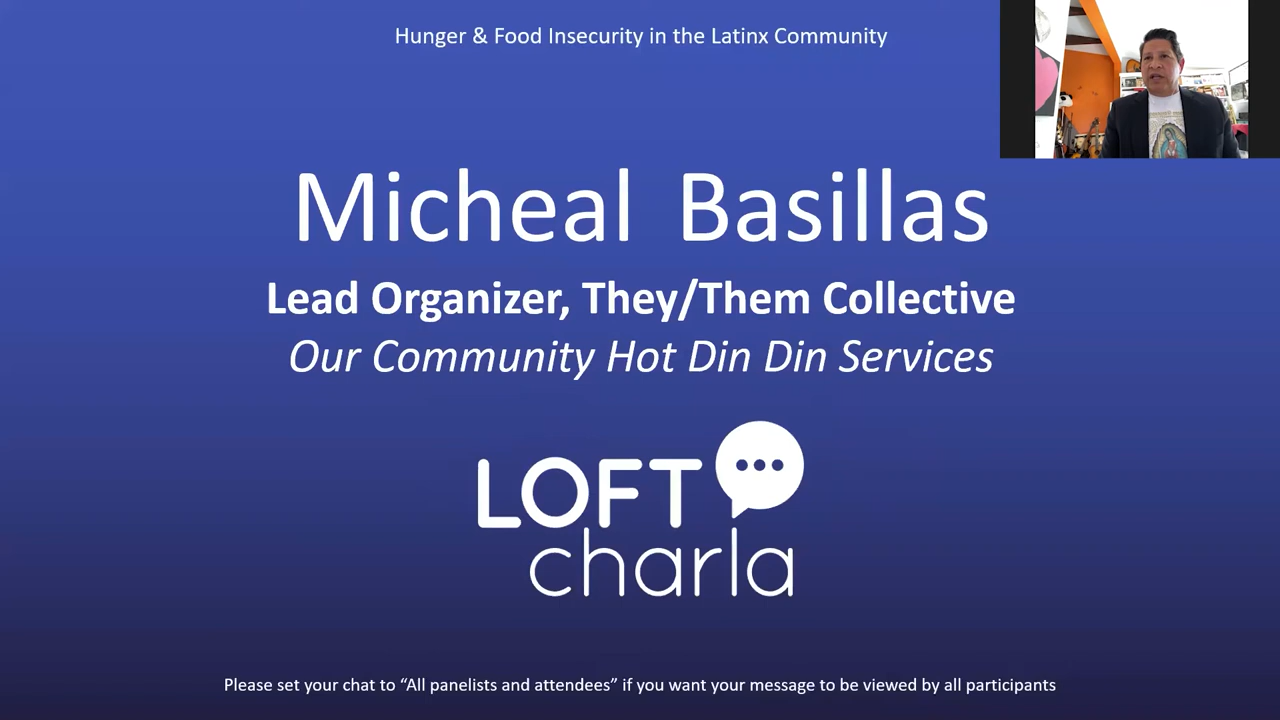 Hunger & Food Insecurity in the Latinx Community
Micheal Basillas
Lead Organizer, They/Them Collective
Our Community Hot Din Din Services
LOFT
charla
Please set your chat to “All panelists and attendees” if you want your message to be viewed by all participants